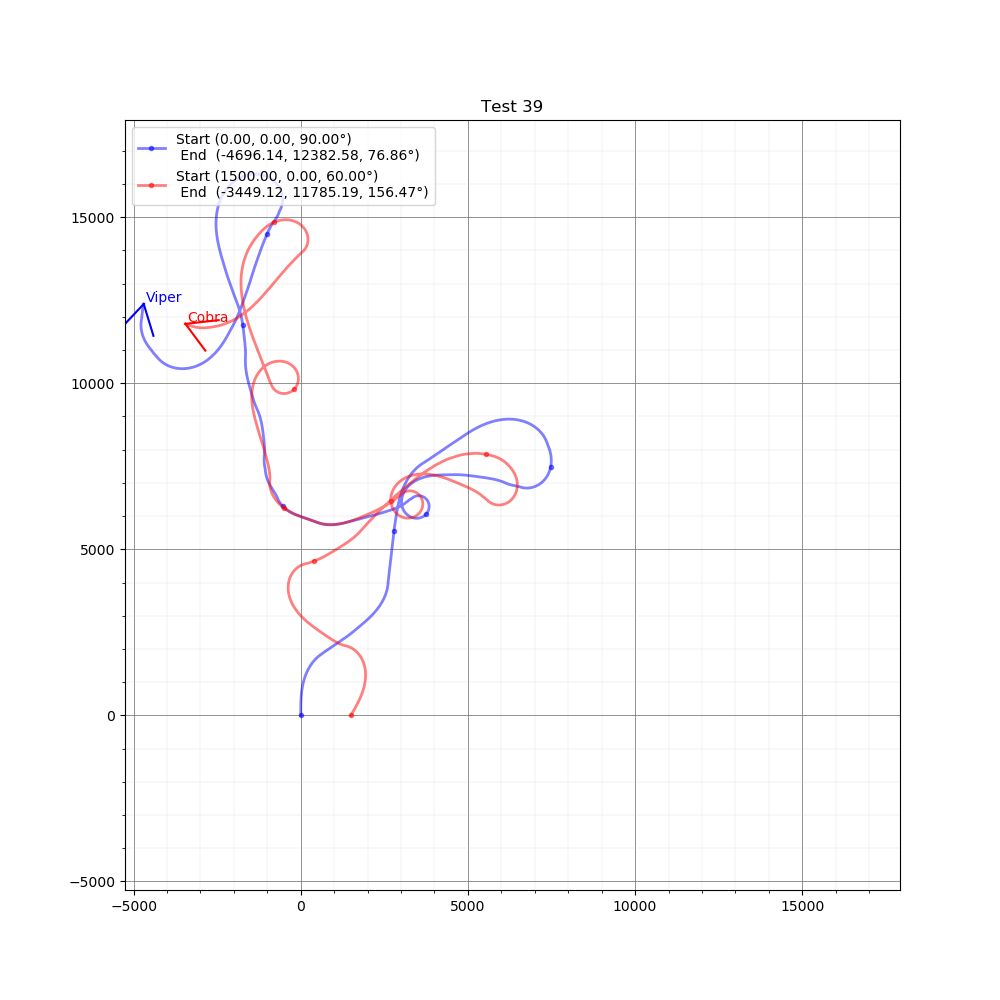 Test 39
Start (0.00, 0.00, 90.00°)
End (-4696.14, 12382.58, 76.86°)
Start (1500.00, 0.00, 60.00°)
End (-3449.12, 11785.19, 156.47°)
15000
Viper
Cobra
10000
5000
0
−5000
−5000
0
5000
10000
15000